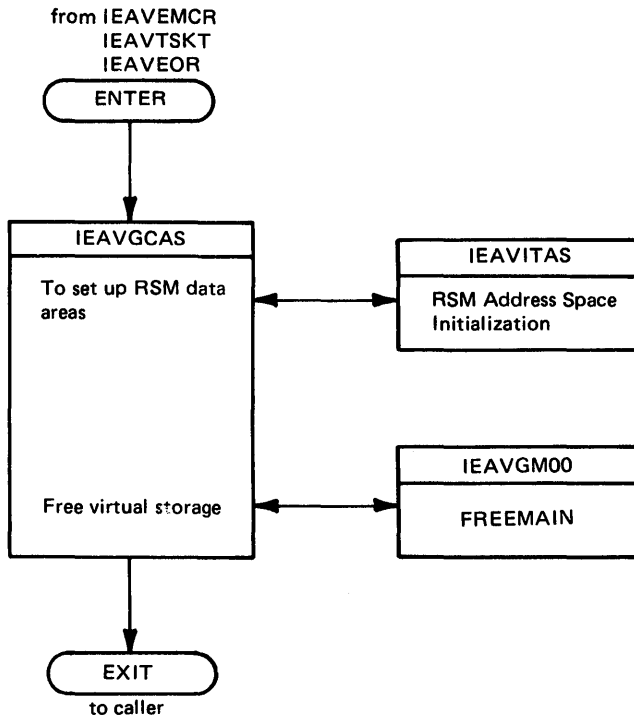 from IEAVEMCR
IEAVTSKT
IEAVEOR
ENTER
IEAVGCAS
To set up RSM data
areas
Free virtual storage
IEAVITAS
RSM Address Space
Initialization
IEAVGM00
FREEMAIN
EXIT
to caller